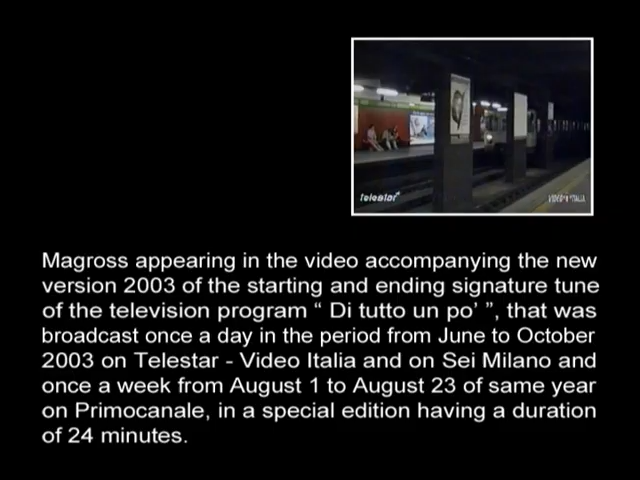 telestar
VIDEO ITALIA
Magross appearing in the video accompanying the new
version 2003 of the starting and ending signature tune
of the television program “ Di tutto un po’ ”, that was
broadcast once a day in the period from June to October
2003 on Telestar - Video Italia and on Sei Milano and
once a week from August 1 to August 23 of same year
on Primocanale, in a special edition having a duration
of 24 minutes.